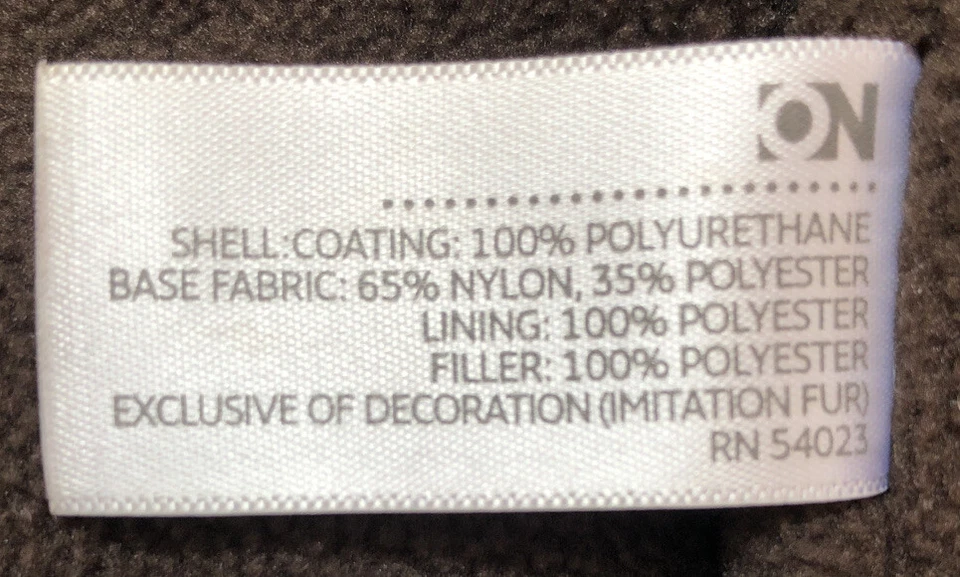 ON
SHELL:COATING: 100% POLYURETHANE
BASE FABRIC: 65% NYLON, 35% POLYESTER
LINING: 100% POLYESTER
FILLER: 100% POLYESTER
EXCLUSIVE OF DECORATION (IMITATION FUR)
RN 54023